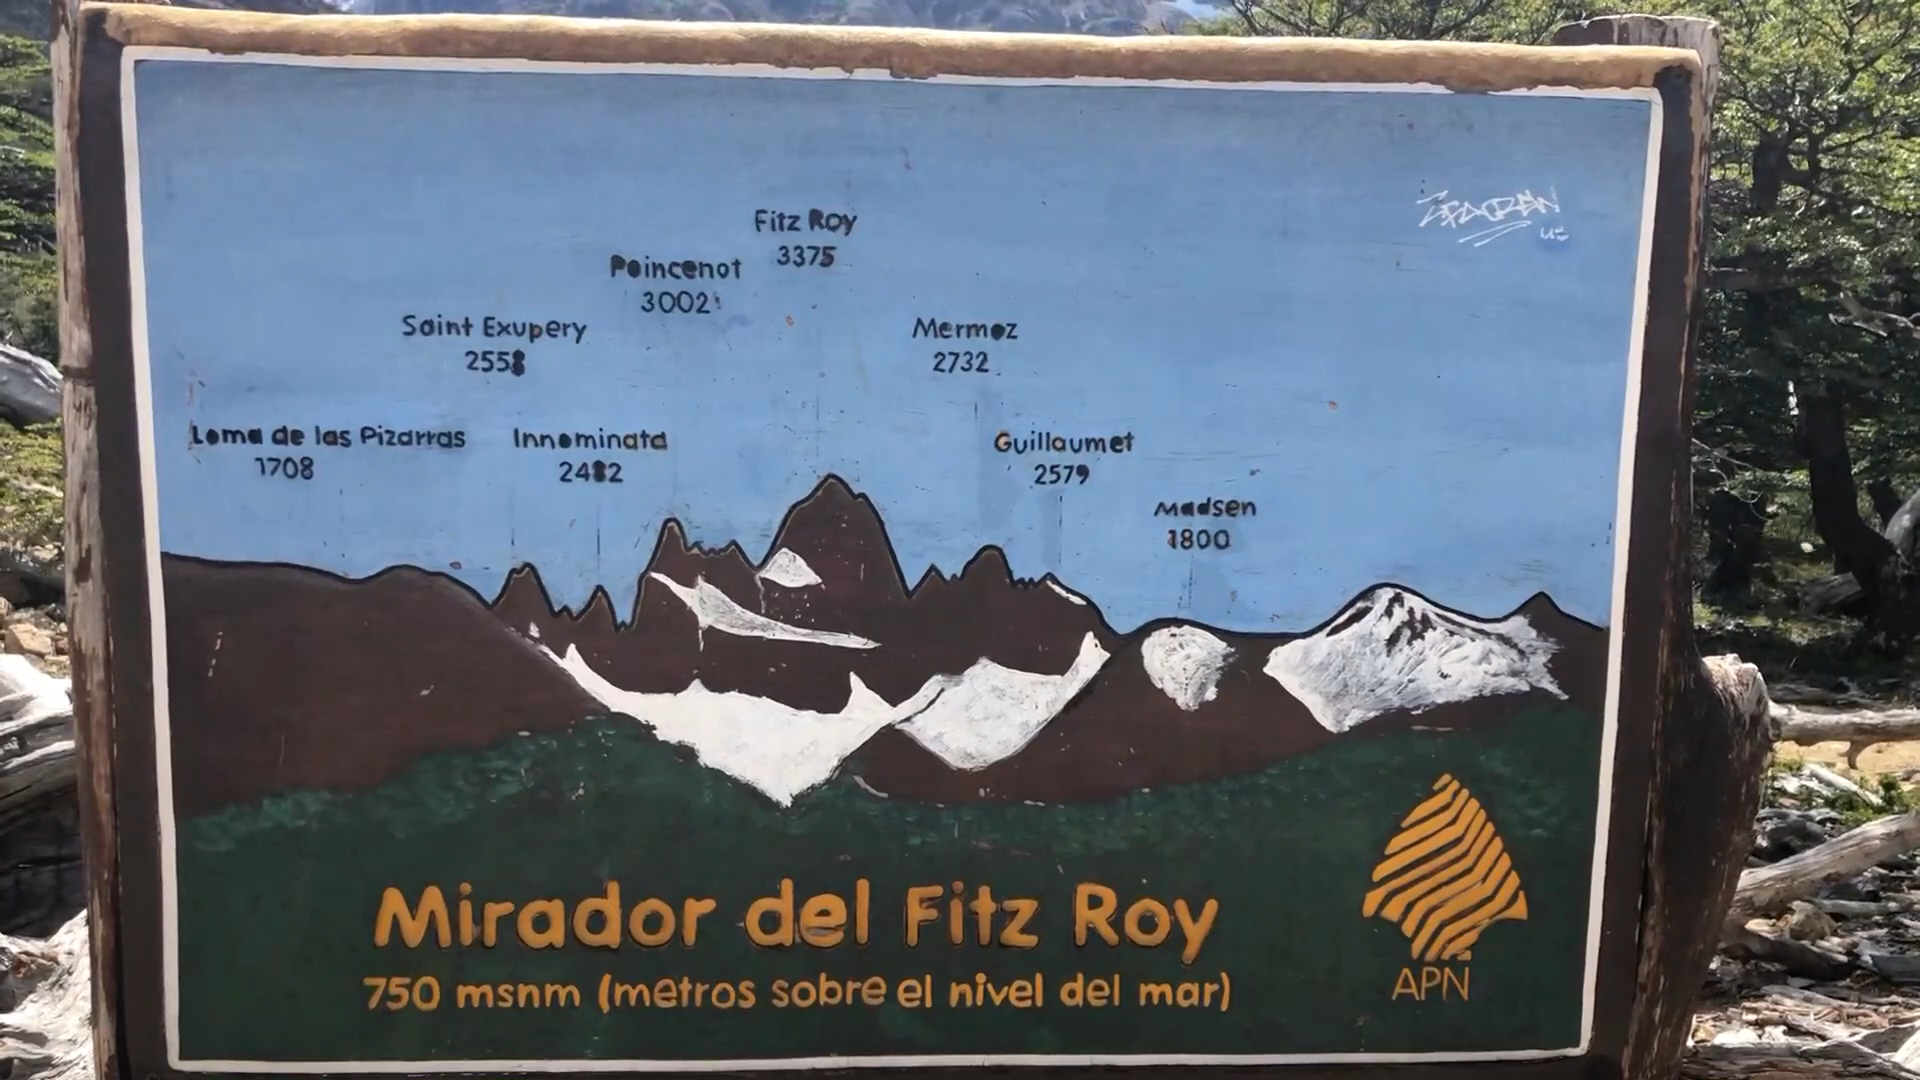 Fitz Roy
3375
Poincenot
3002
Saint Exupery
2558
Mermoz
2732
Loma de las Pizarras
1708
Innominata
2482
Guillaumet
2579
Madsen
1800
Mirador del Fitz Roy
750 msnm (metros sobre el nivel del mar)
APN